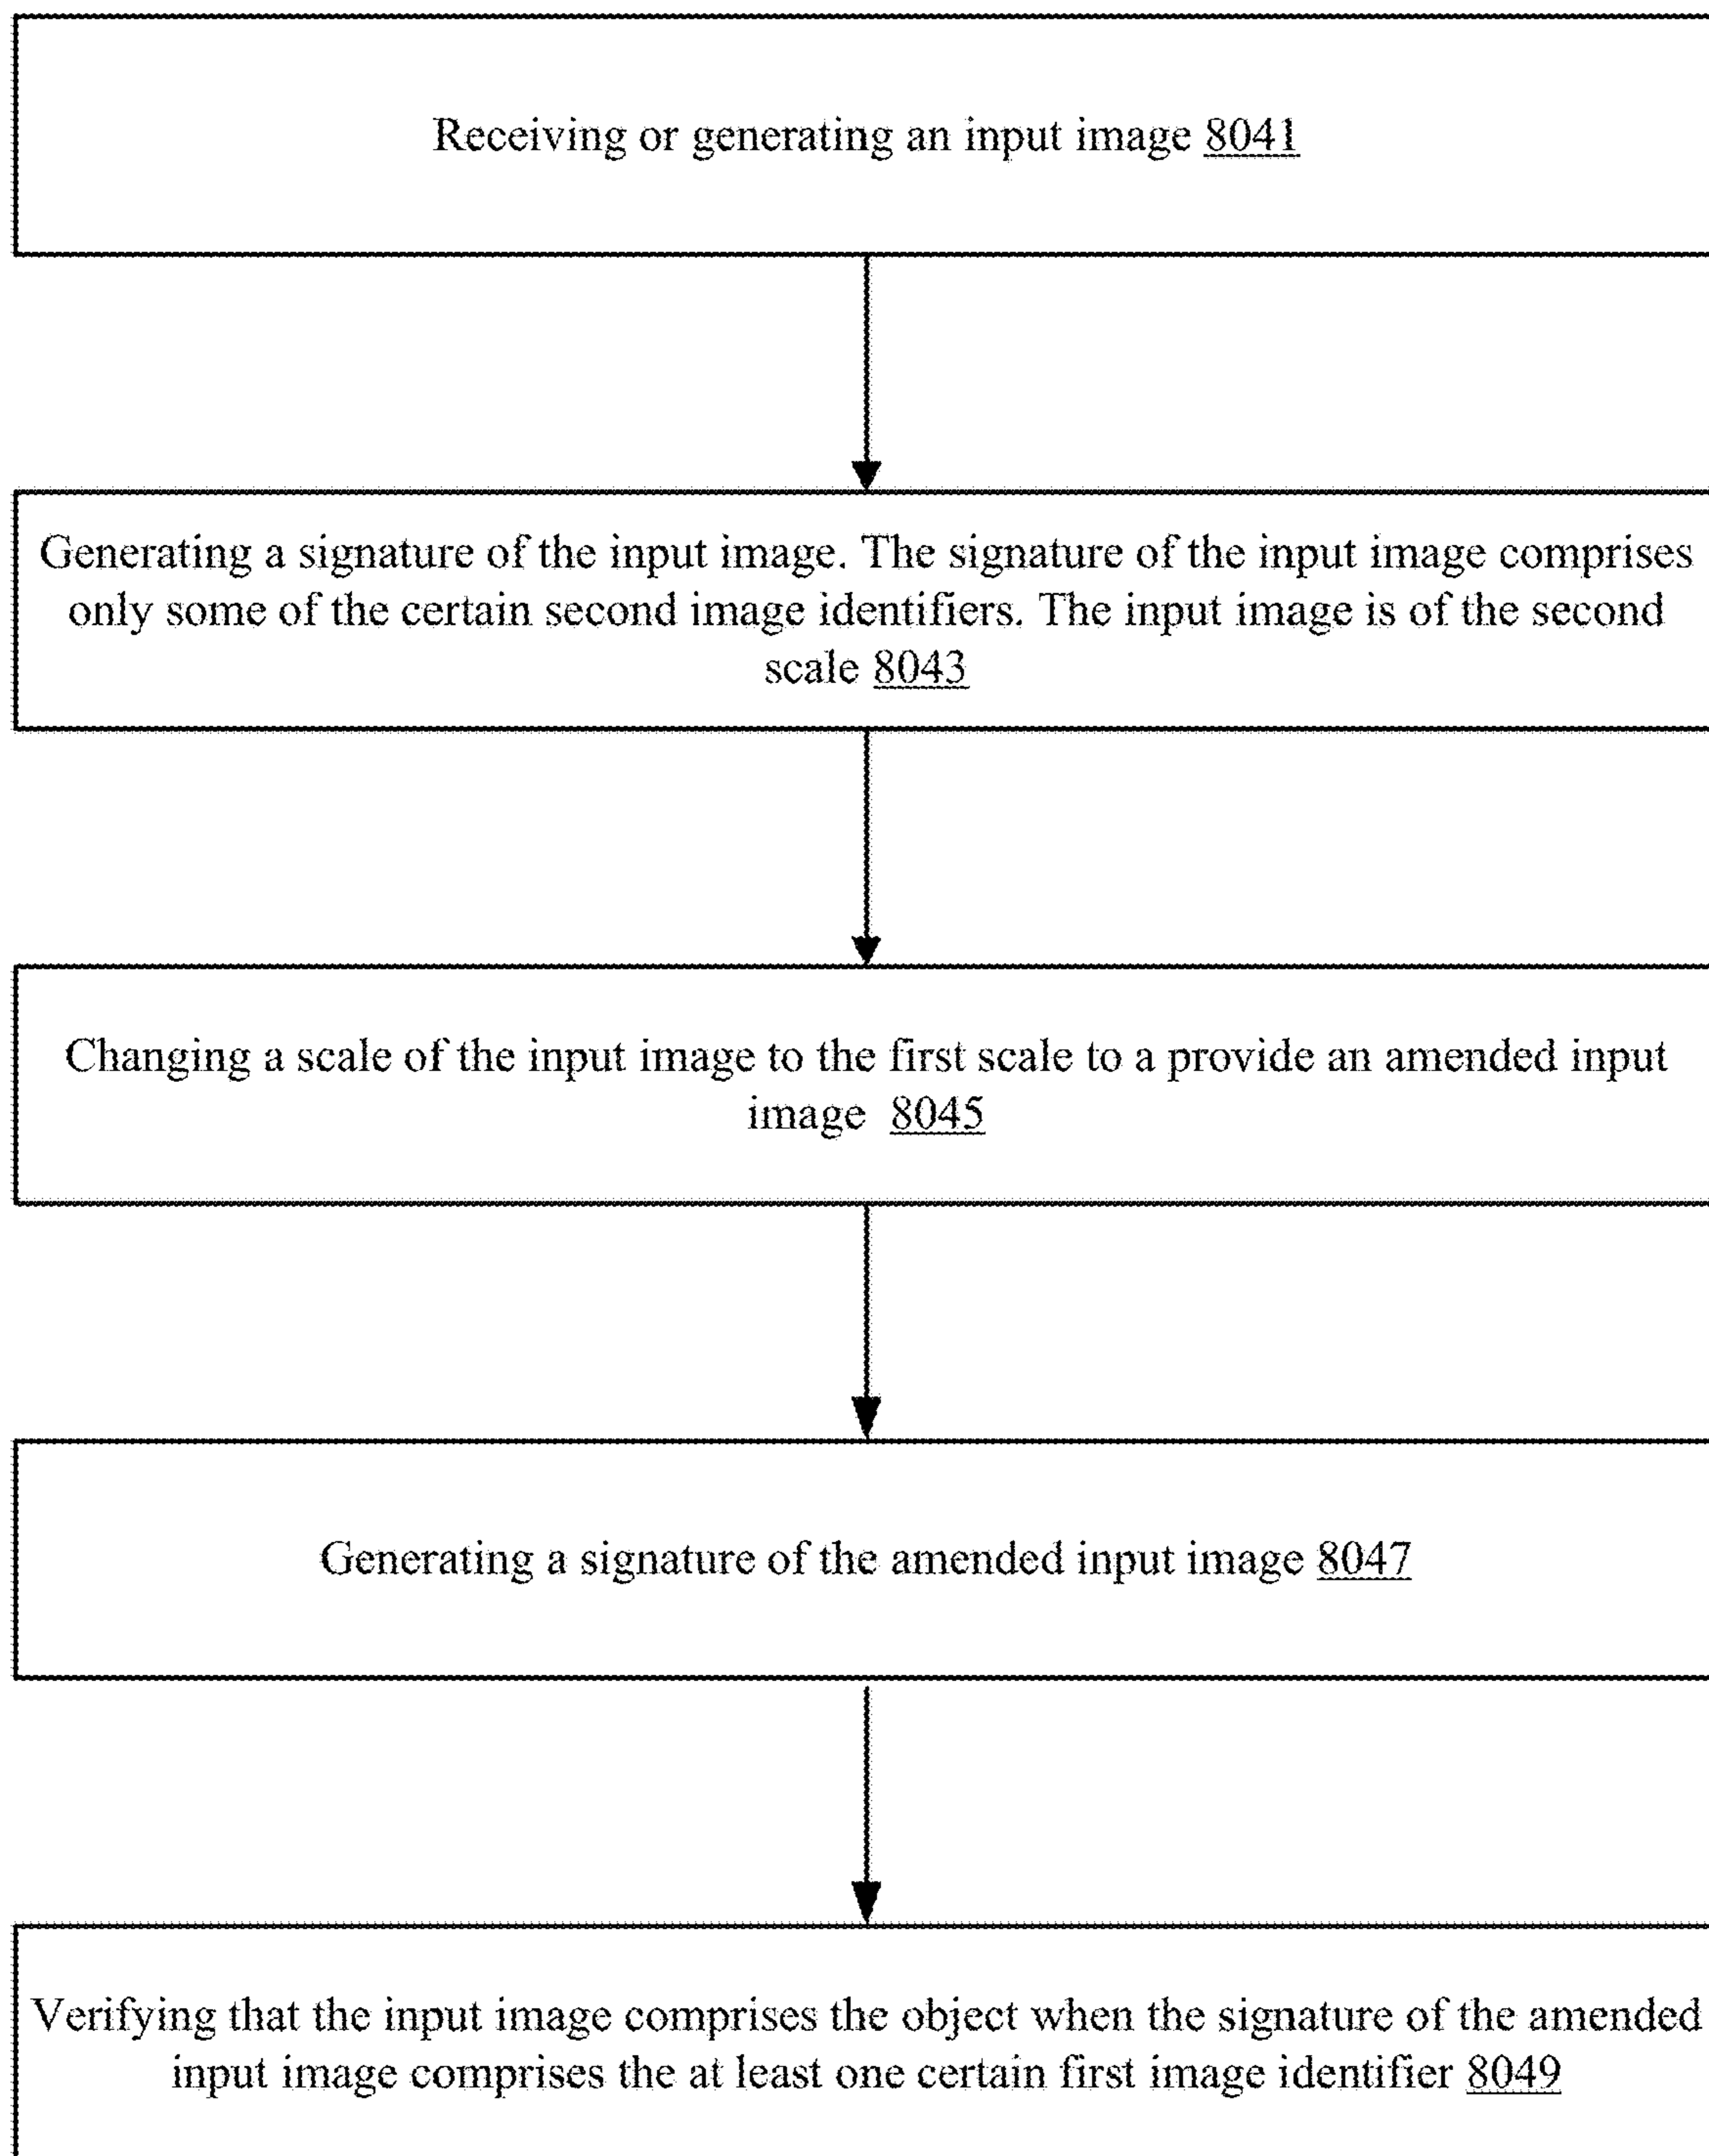 Receiving or generating an input image 8041
Generating a signature of the input image. The signature of the input image comprises
only some of the certain second image identifiers. The input image is of the second
scale 8043
Changing a scale of the input image to the first scale to a provide an amended input
image 8045
Generating a signature of the amended input image 8047
Verifying that the input image comprises the object when the signature of the amended
input image comprises the at least one certain first image identifier 8049